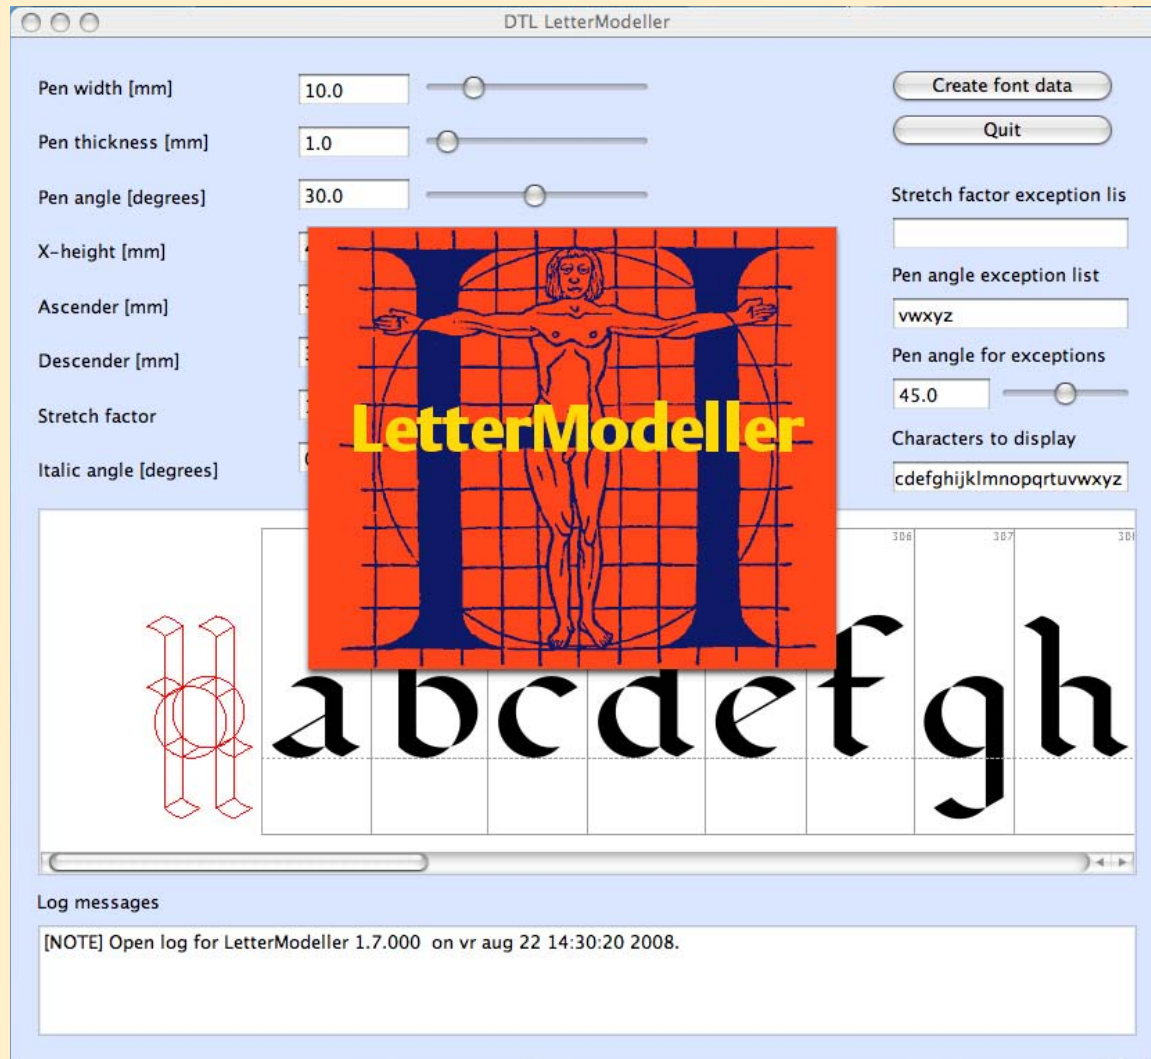 DTL LetterModeller
Pen width [mm]
10.0
Create font data
Pen thickness [mm]
1.0
Quit
Pen angle [degrees]
30.0
Stretch factor exception lis
X-height [mm]
Pen angle exception list
Ascender [mm]
vwxyz
Descender [mm]
Pen angle for exceptions
45.0
Stretch factor
LetterModeller
Characters to display
Italic angle [degrees]
cdefghijklmnopqrtuvwxyz
306 307
a b c d e f g h
Log messages
[NOTE] Open log for LetterModeller 1.7.000 on vr aug 22 14:30:20 2008.